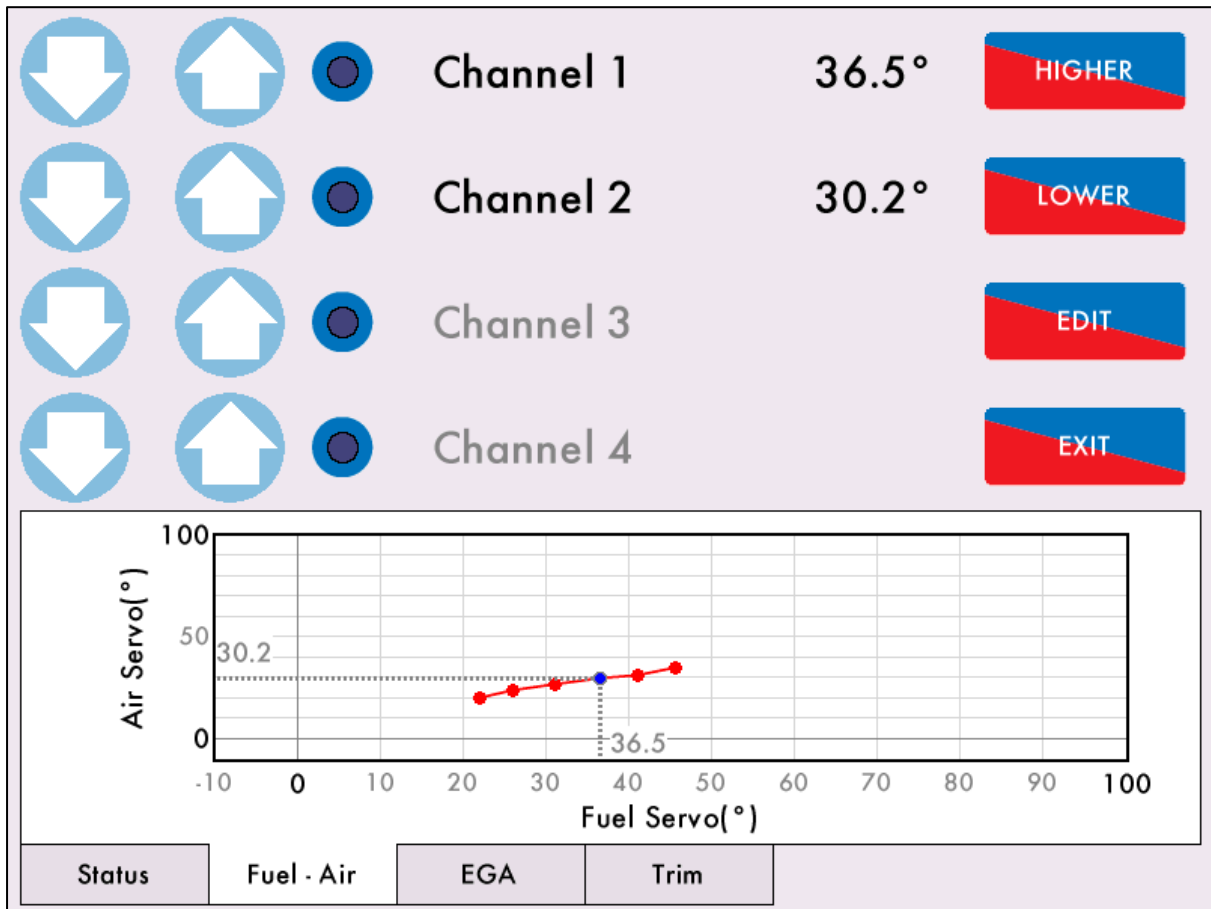 Channel 1 36.5° HIGHER
Channel 2 30.2° LOWER
Channel 3 EDIT
Channel 4 EXIT
100
50
30.2
0
36.5
Air Servo(°)
-10 0 10 20 30 40 50 60 70 80 90 100
Fuel Servo(°)
Status Fuel - Air EGA Trim